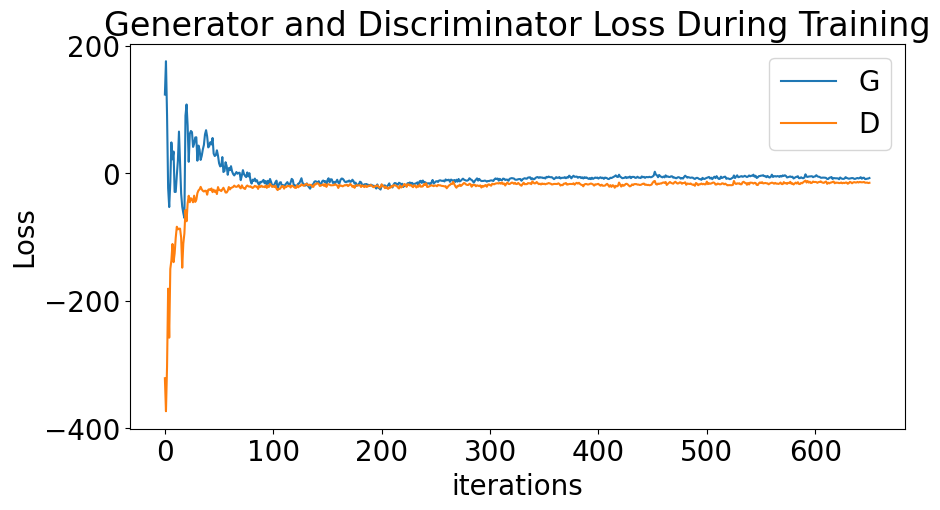 Generator and Discriminator Loss During Training
G
D
200
0
−200
−400
Loss
0 100 200 300 400 500 600
iterations